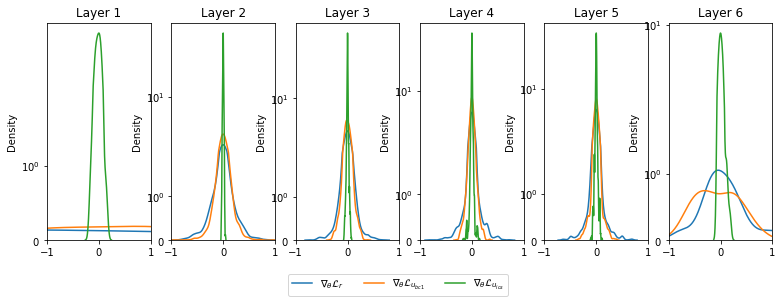 Layer 1 Layer 2 Layer 3 Layer 4 Layer 5 Layer 6
Density Density Density Density Density Density
10¹ 10¹ 10¹ 10¹ 10¹
10⁰ 10⁰ 10⁰ 10⁰ 10⁰ 10⁰
0 0 0 0 0 0
−1 0 1 −1 0 1 −1 0 1 −1 0 1 −1 0 1 −1 0 1
∇θℒr ∇θℒu_bc1 ∇θℒu_ics